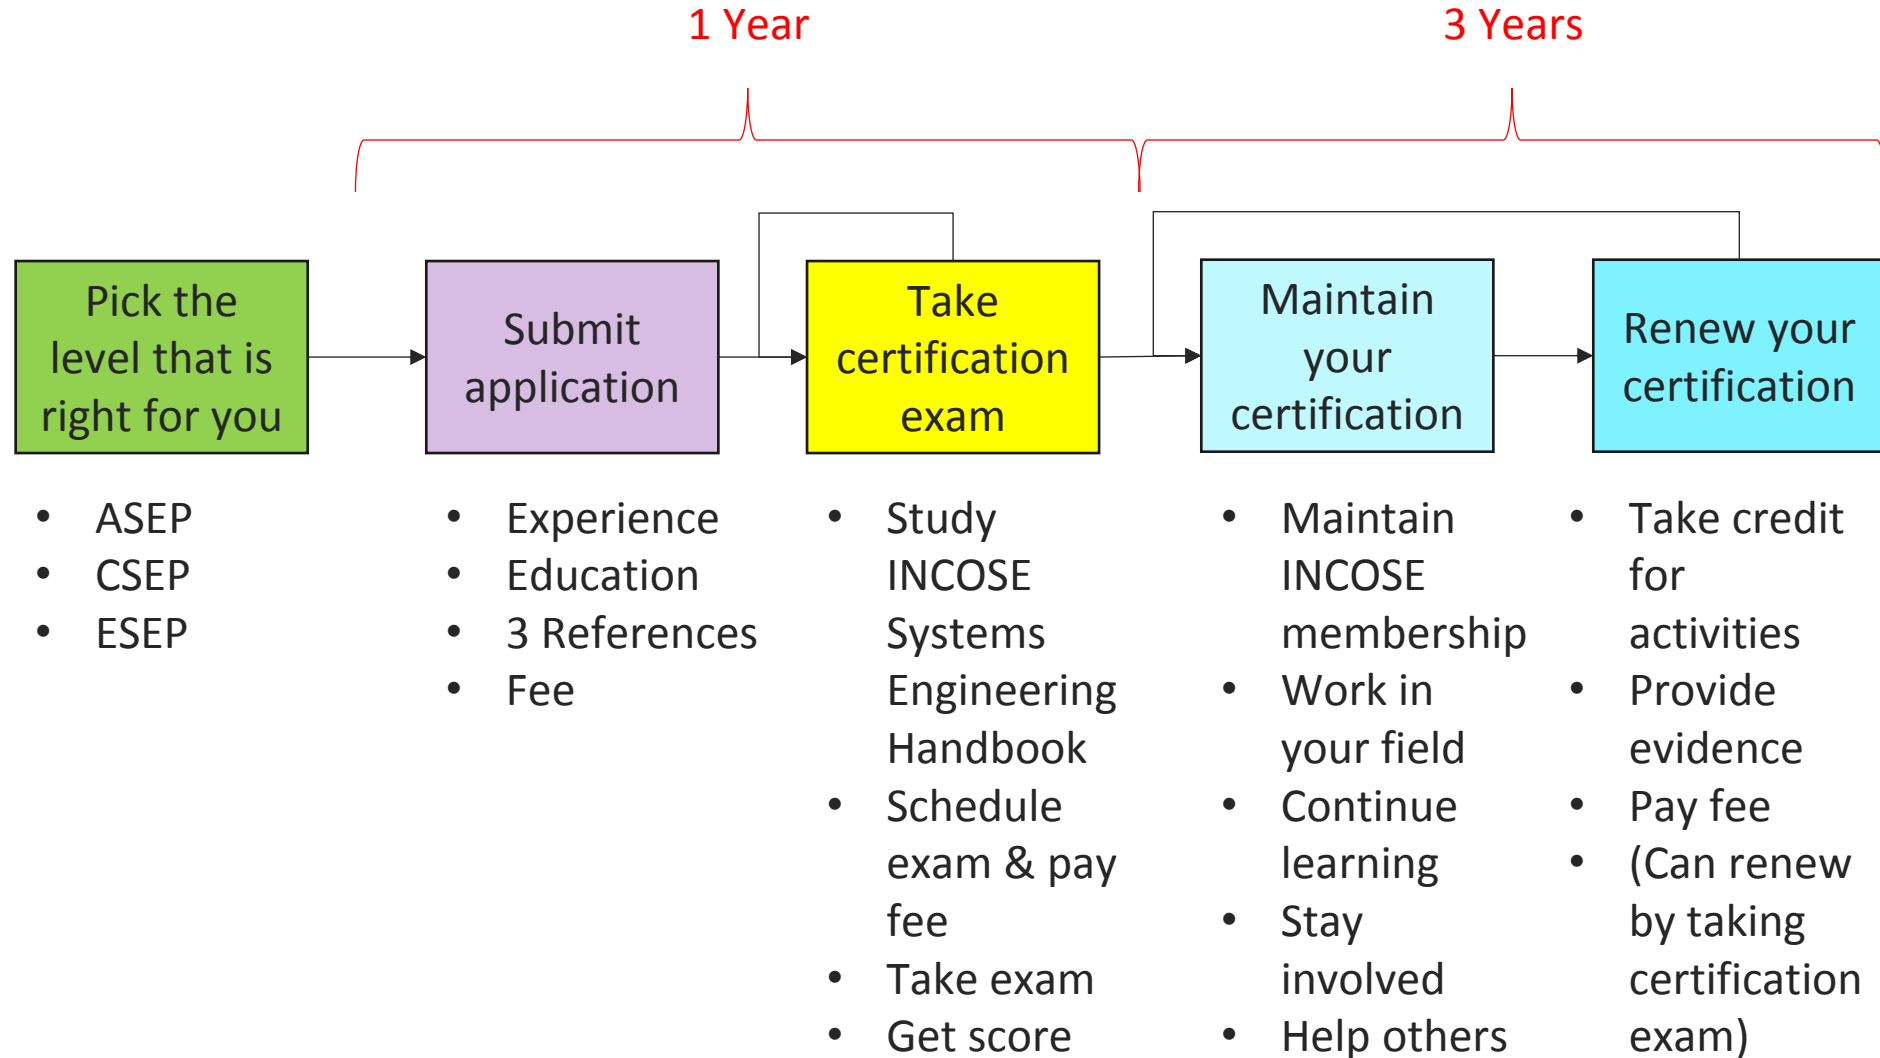 1 Year
3 Years
Pick the
level that is
right for you
Submit
application
Take
certification
exam
Maintain
your
certification
Renew your
certification
• ASEP
• CSEP
• ESEP
• Experience
• Education
• 3 References
• Fee
• Study
INCOSE
Systems
Engineering
Handbook
• Schedule
exam & pay
fee
• Take exam
• Get score
• Maintain
INCOSE
membership
• Work in
your field
• Continue
learning
• Stay
involved
• Help others
• Take credit
for
activities
• Provide
evidence
• Pay fee
• (Can renew
by taking
certification
exam)